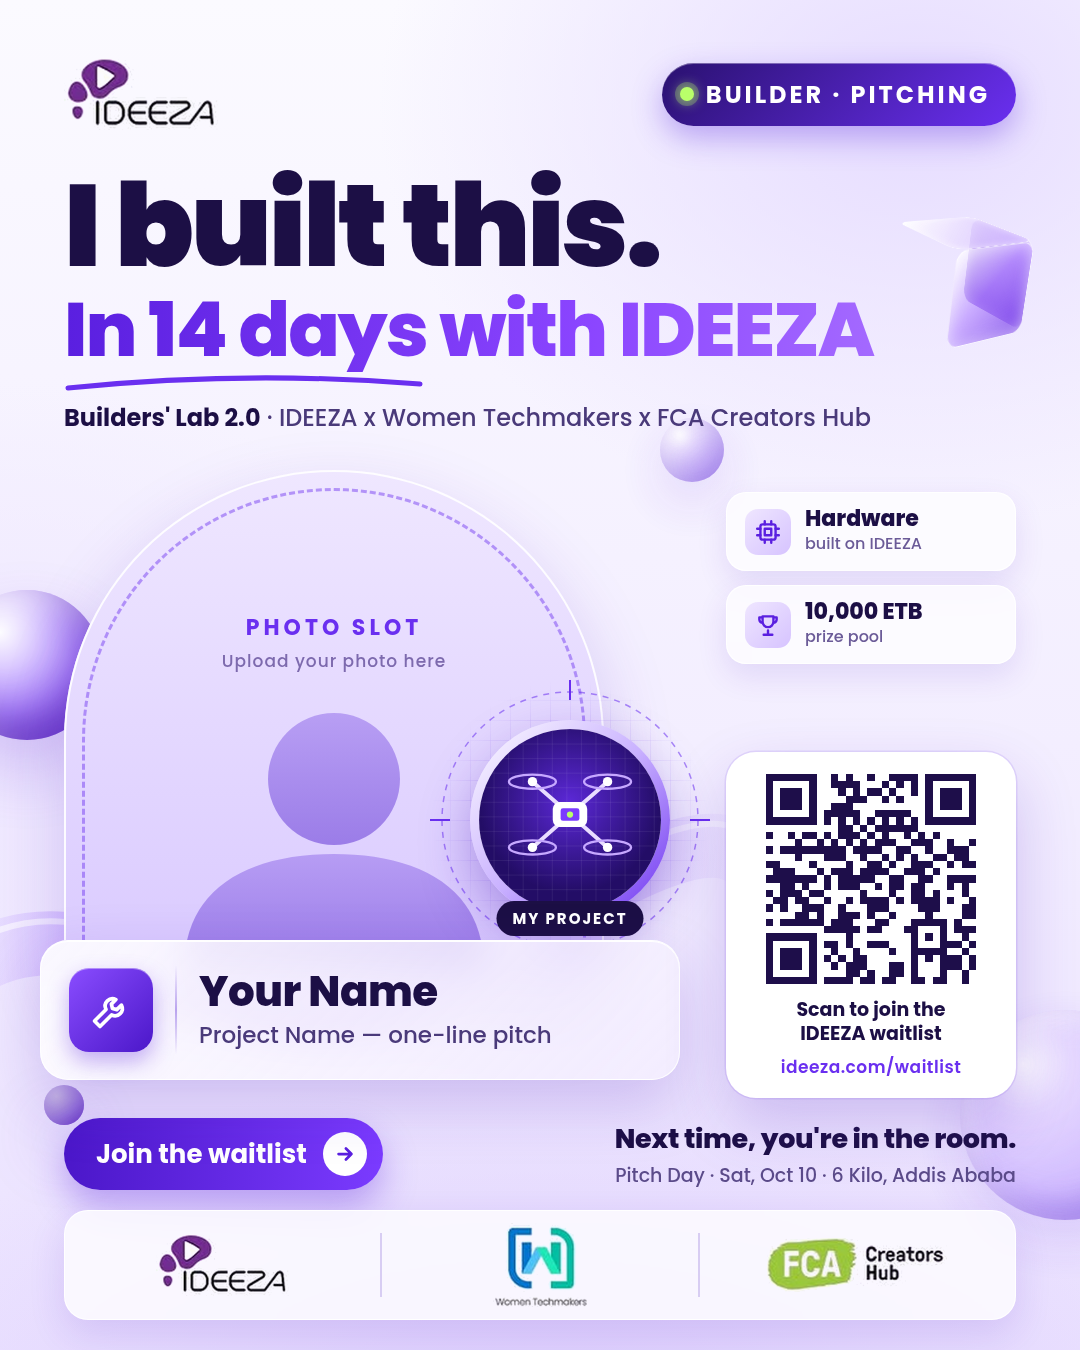 IDEEZA
BUILDER · PITCHING
I built this.
In 14 days with IDEEZA
Builders' Lab 2.0 · IDEEZA x Women Techmakers x FCA Creators Hub
Hardware
built on IDEEZA
10,000 ETB
prize pool
PHOTO SLOT
Upload your photo here
MY PROJECT
Your Name
Project Name — one-line pitch
Scan to join the
IDEEZA waitlist
ideeza.com/waitlist
Join the waitlist
Next time, you're in the room.
Pitch Day · Sat, Oct 10 · 6 Kilo, Addis Ababa
IDEEZA
Women Techmakers
FCA Creators
Hub